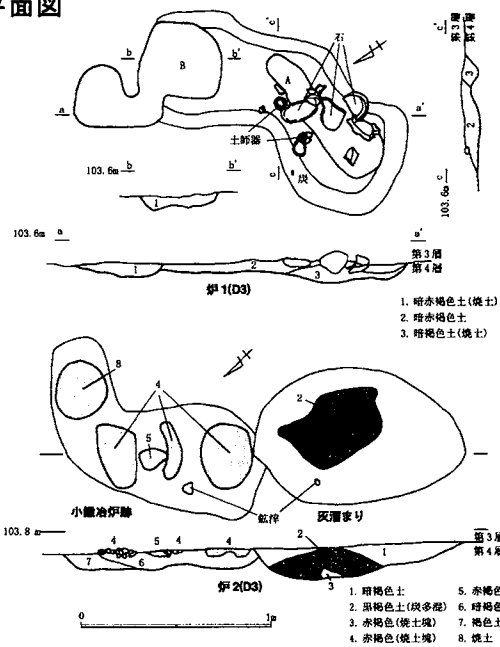 平面図
石
b b' B A
a a'
土師器
炭
c c'
103.6m b b'
1
第3層
第4層
3
2
103.6m c
103.6m a a'
第3層
第4層
1 2 3
炉1(D3)
1. 暗赤褐色土(焼土)
2. 暗赤褐色土
3. 暗褐色土(焼土)
8
4
5
2
小鍛冶炉跡
鉱滓
灰溜まり
103.8m
4 5 4 4 2 1
第3
第4層
7 6 3
炉2(D3)
1. 暗褐色土
2. 黒褐色土(炭多混)
3. 赤褐色(焼土塊)
4. 赤褐色(焼土塊)
5. 赤褐色
6. 暗褐色
7. 褐色土
8. 焼土
0 1m